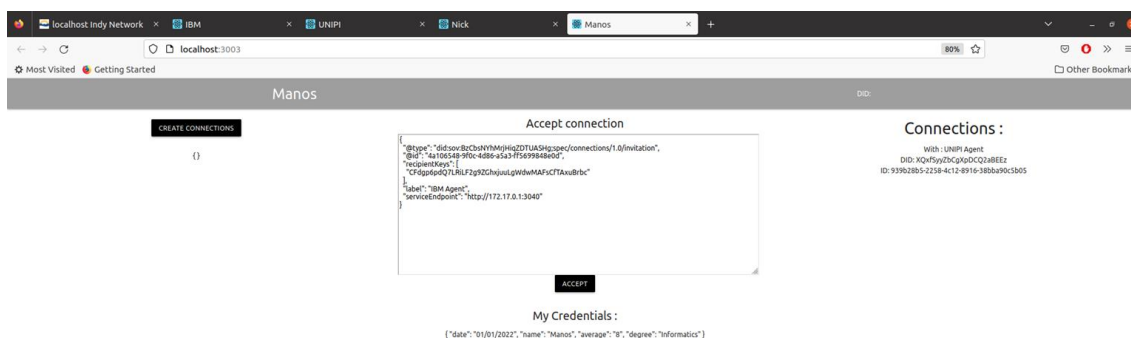 localhost Indy Network
IBM
UNIPI
Nick
Manos
localhost:3003
80%
Most Visited
Getting Started
Other Bookmark
Manos
DID:
CREATE CONNECTIONS
{}
Accept connection
{
"@type": "did:sov:BzCbsNYhMrjHiqZDTUASHg;spec/connections/1.0/invitation",
"@id": "4a106548-9f0c-4d86-a5a3-ff5699848e0d",
"recipientKeys": [
"CFdgp6pdQ7LRiLF2g9ZGhxjuuLgWdwMAFsCfTAxuBrbc"
],
"label": "IBM Agent",
"serviceEndpoint": "http://172.17.0.1:3040"
}
ACCEPT
My Credentials :
{ "date": "01/01/2022", "name": "Manos", "average": "8", "degree": "Informatics" }
Connections :
With : UNIPI Agent
DID: XQxfSyyZbCgXpDCQ2aBEEz
ID: 939b28b5-2258-4c12-8916-38bba90c5b05